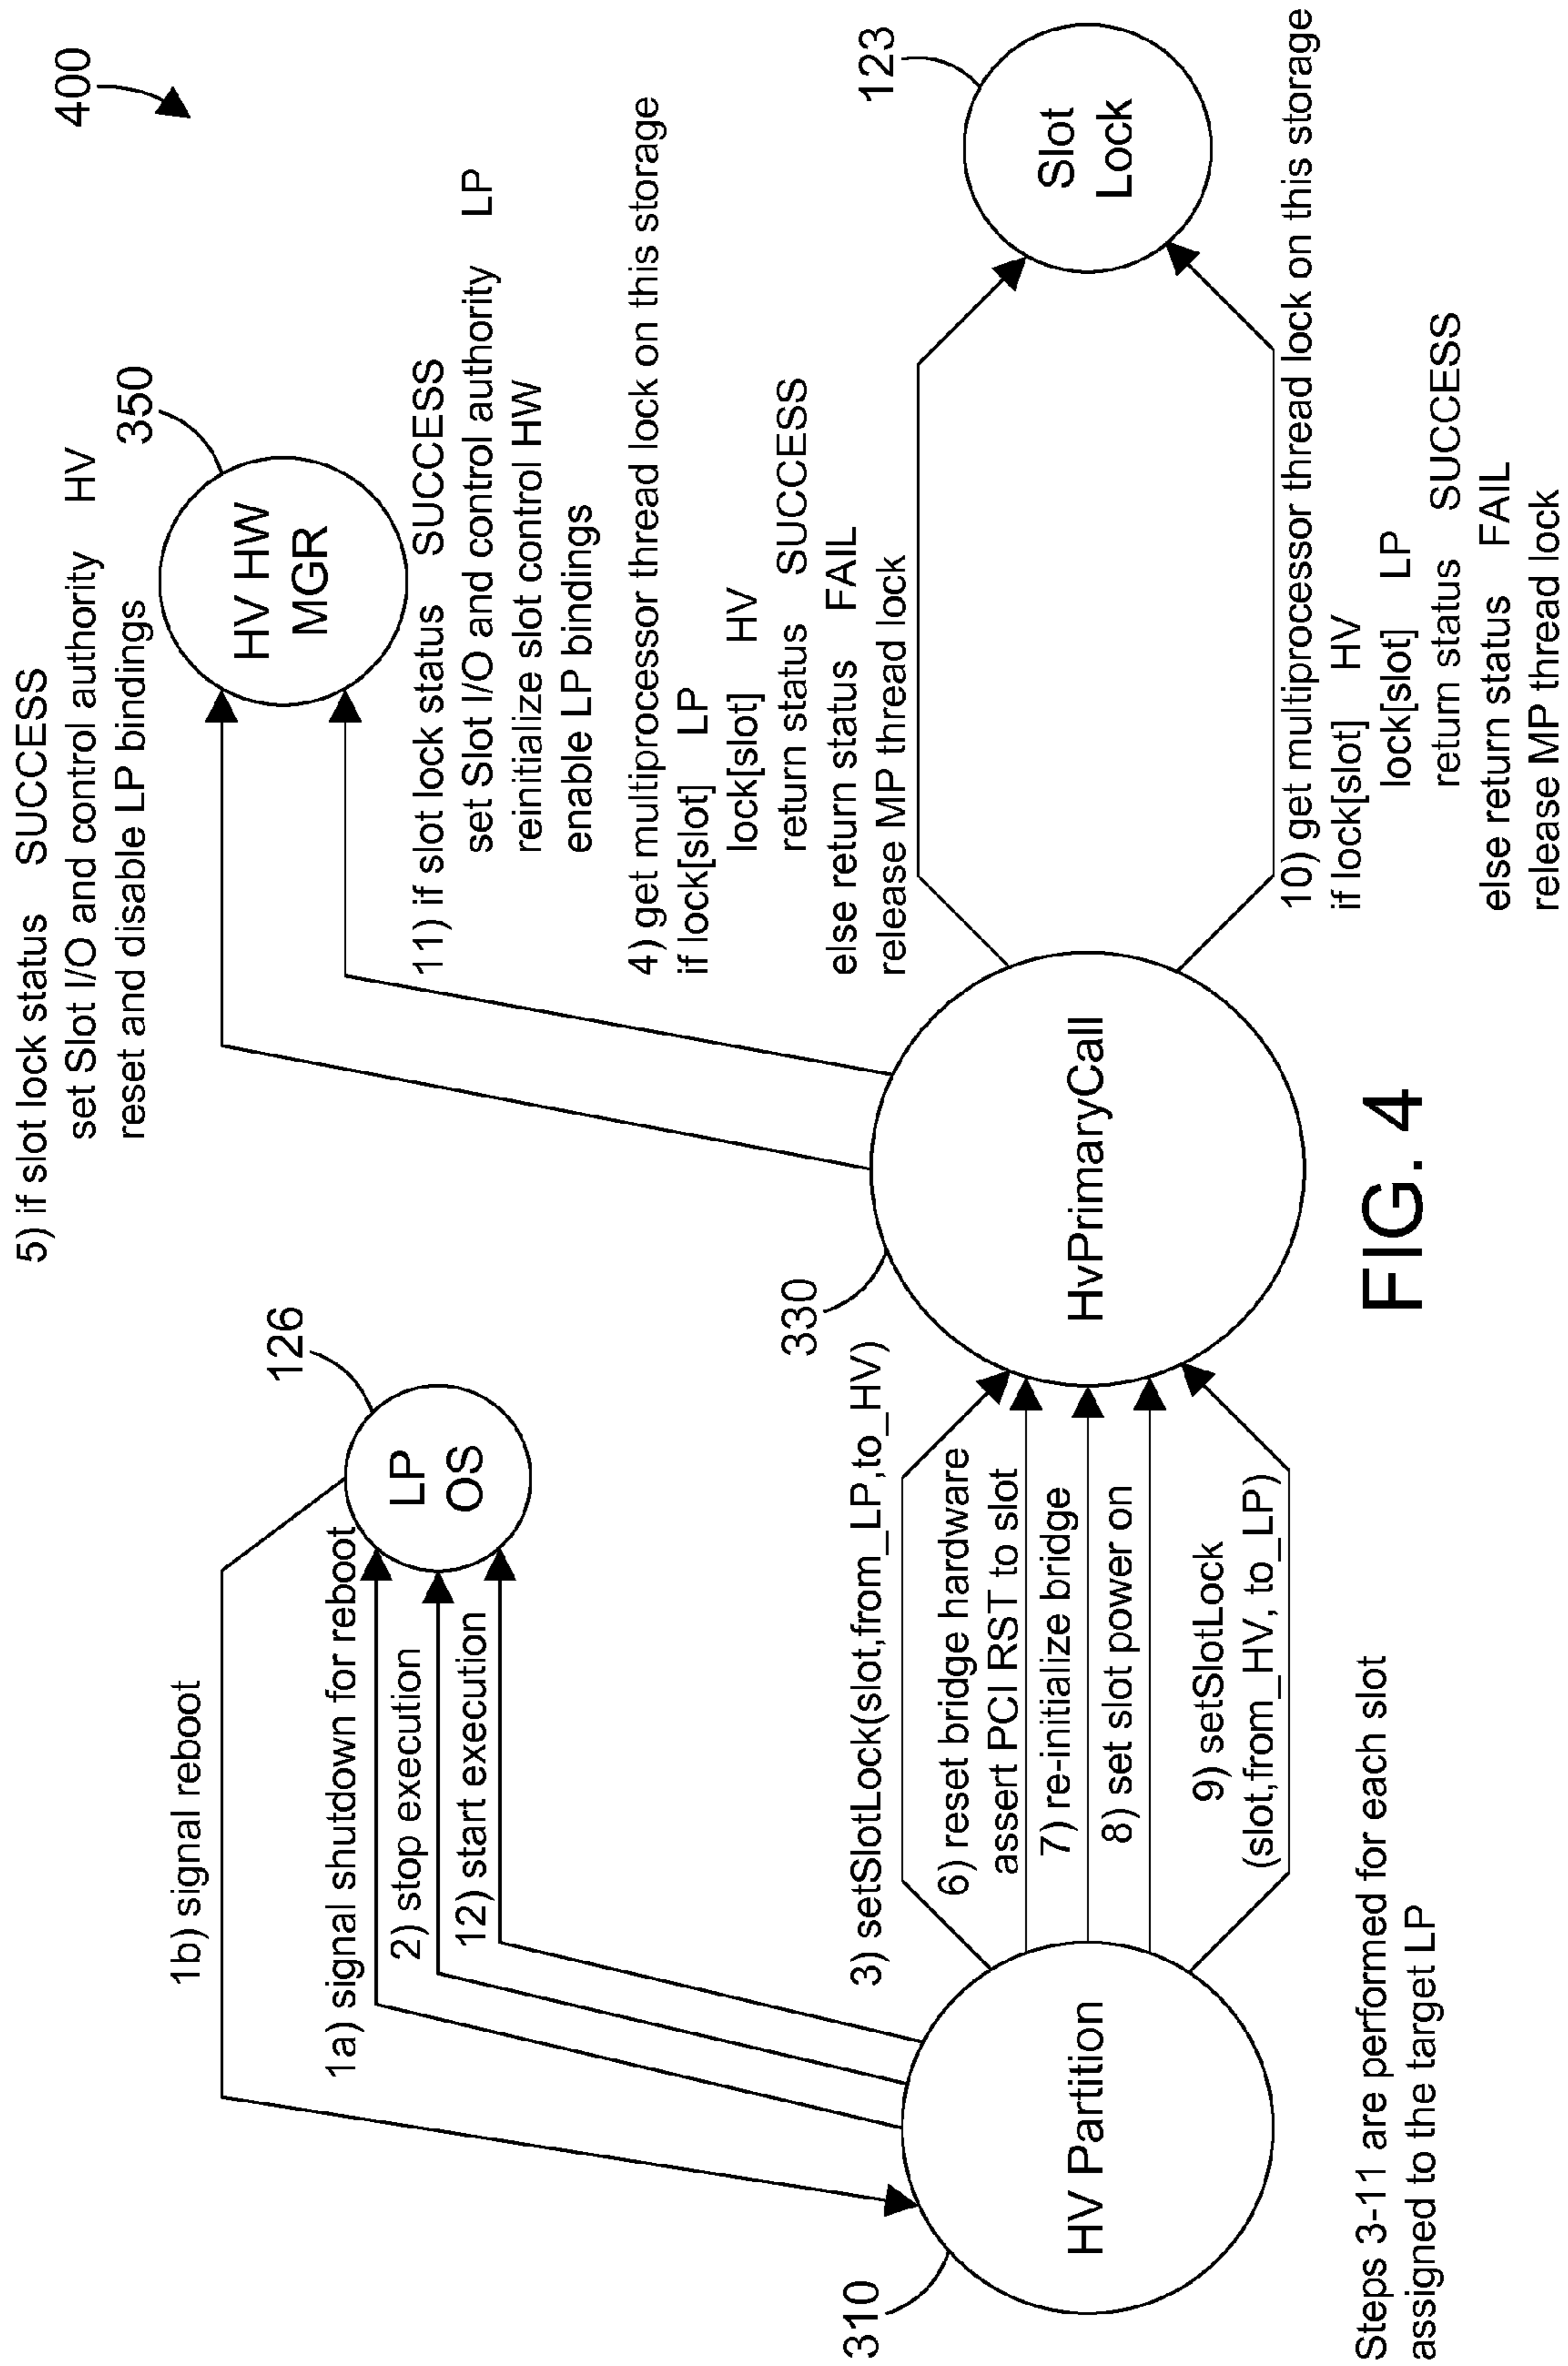 400
5) if slot lock status SUCCESS
set Slot I/O and control authority HV
reset and disable LP bindings
350
HV HW
MGR
11) if slot lock status SUCCESS
set Slot I/O and control authority LP
reinitialize slot control HW
enable LP bindings
126
LP
OS
1b) signal reboot
1a) signal shutdown for reboot
2) stop execution
12) start execution
4) get multiprocessor thread lock on this storage
if lock[slot] LP
lock[slot] HV
return status SUCCESS
else return status FAIL
release MP thread lock
123
Slot
Lock
330
HvPrimaryCall
3) setSlotLock(slot,from_LP,to_HV)
6) reset bridge hardware
assert PCI RST to slot
7) re-initialize bridge
8) set slot power on
9) setSlotLock
(slot,from_HV, to_LP)
310
HV Partition
10) get multiprocessor thread lock on this storage
if lock[slot] HV
lock[slot] LP
return status SUCCESS
else return status FAIL
release MP thread lock
Steps 3-11 are performed for each slot
assigned to the target LP
FIG. 4